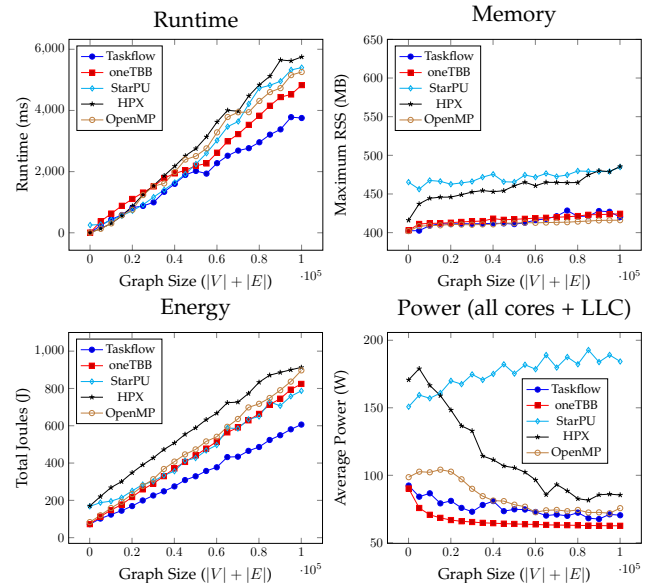 Runtime
6,000
4,000
2,000
0
Runtime (ms)
Taskflow
oneTBB
StarPU
HPX
OpenMP
0 0.2 0.4 0.6 0.8 1
·10⁵
Graph Size (|V| + |E|)
Memory
650
600
550
500
450
400
Maximum RSS (MB)
Taskflow
oneTBB
StarPU
HPX
OpenMP
0 0.2 0.4 0.6 0.8 1
·10⁵
Graph Size (|V| + |E|)
Energy
1,000
800
600
400
200
0
Total Joules (J)
Taskflow
oneTBB
StarPU
HPX
OpenMP
0 0.2 0.4 0.6 0.8 1
·10⁵
Graph Size (|V| + |E|)
Power (all cores + LLC)
200
150
100
50
Average Power (W)
Taskflow
oneTBB
StarPU
HPX
OpenMP
0 0.2 0.4 0.6 0.8 1
·10⁵
Graph Size (|V| + |E|)